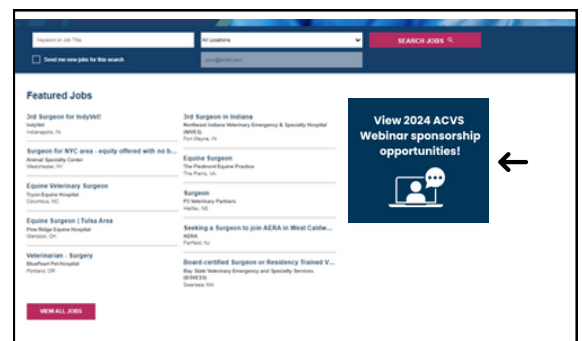 Keyword or Job Title
All Locations
SEARCH JOBS
Send me new jobs for this search
you@email.com
Featured Jobs
3rd Surgeon for IndyVet!
IndyVet
Indianapolis, IN
Surgeon for NYC area - equity offered with no b...
Animal Specialty Center
Westchester, NY
Equine Veterinary Surgeon
Tryon Equine Hospital
Columbus, NC
Equine Surgeon | Tulsa Area
Pine Ridge Equine Hospital
Glenpool, OK
Veterinarian - Surgery
BluePearl Pet Hospital
Portland, OR
VIEW ALL JOBS
3rd Surgeon in Indiana
Northeast Indiana Veterinary Emergency & Specialty Hospital
(NIVES)
Fort Wayne, IN
Equine Surgeon
The Piedmont Equine Practice
The Plains, VA
Surgeon
P3 Veterinary Partners
Halifax, NS
Seeking a Surgeon to join AERA in West Caldw...
AERA
Fairfield, NJ
Board-certified Surgeon or Residency Trained V...
Bay State Veterinary Emergency and Specialty Services
(BSVESS)
Swansea, MA
View 2024 ACVS
Webinar sponsorship
opportunities!